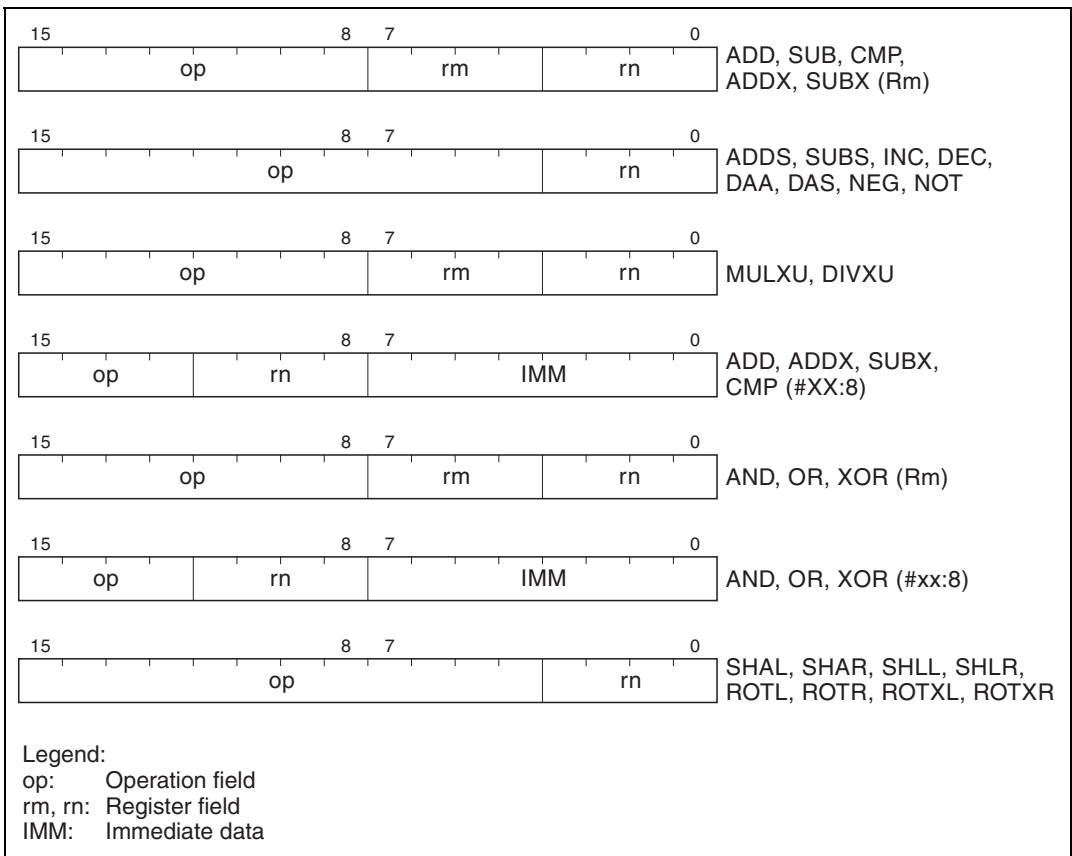 15 8 7 0
op rm rn
ADD, SUB, CMP,
ADDX, SUBX (Rm)
15 8 7 0
op rn
ADDS, SUBS, INC, DEC,
DAA, DAS, NEG, NOT
15 8 7 0
op rm rn
MULXU, DIVXU
15 8 7 0
op rn IMM
ADD, ADDX, SUBX,
CMP (#XX:8)
15 8 7 0
op rm rn
AND, OR, XOR (Rm)
15 8 7 0
op rn IMM
AND, OR, XOR (#xx:8)
15 8 7 0
op rn
SHAL, SHAR, SHLL, SHLR,
ROTL, ROTR, ROTXL, ROTXR
Legend:
op: Operation field
rm, rn: Register field
IMM: Immediate data